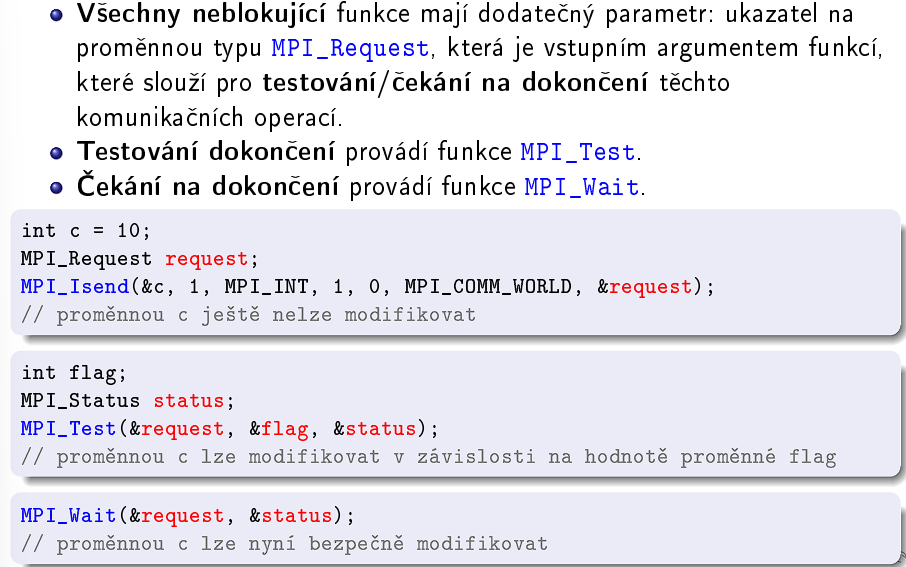 Všechny neblokující funkce mají dodatečný parametr: ukazatel na
proměnnou typu MPI_Request, která je vstupním argumentem funkcí,
které slouží pro testování/čekání na dokončení těchto
komunikačních operací.
Testování dokončení provádí funkce MPI_Test.
Čekání na dokončení provádí funkce MPI_Wait.
int c = 10;
MPI_Request request;
MPI_Isend(&c, 1, MPI_INT, 1, 0, MPI_COMM_WORLD, &request);
// proměnnou c ještě nelze modifikovat
int flag;
MPI_Status status;
MPI_Test(&request, &flag, &status);
// proměnnou c lze modifikovat v závislosti na hodnotě proměnné flag
MPI_Wait(&request, &status);
// proměnnou c lze nyní bezpečně modifikovat